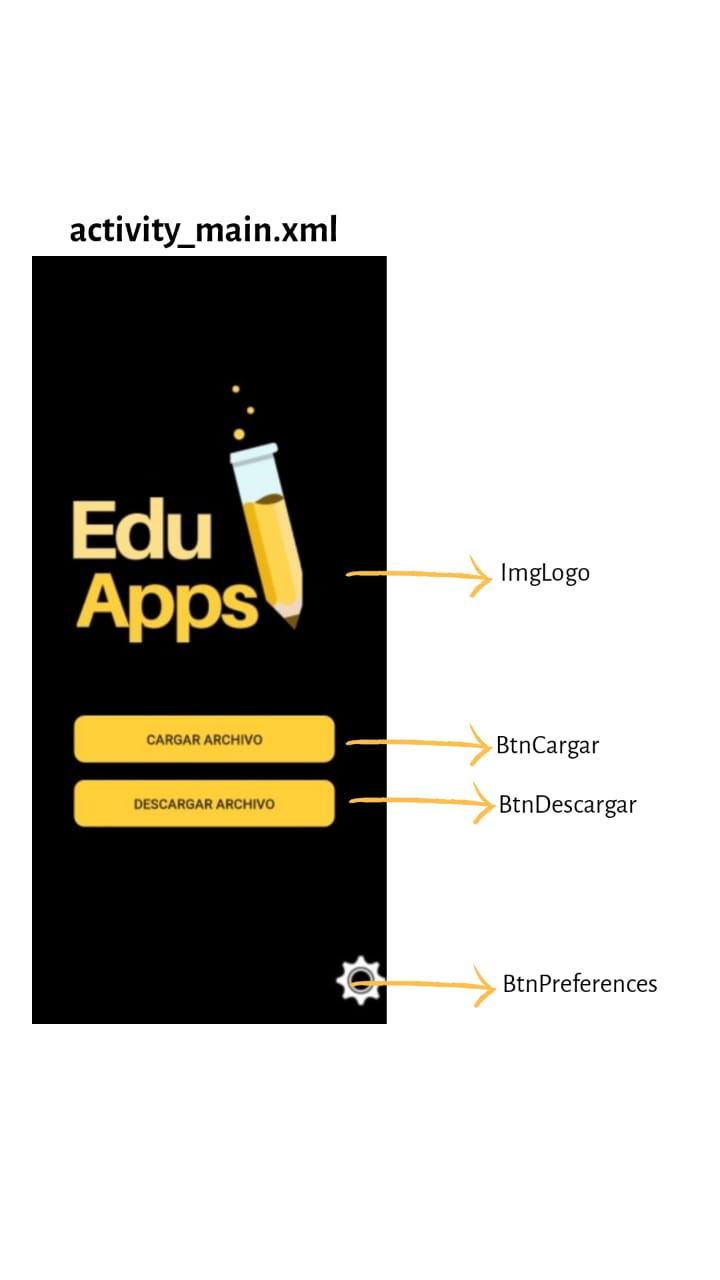 activity_main.xml
Edu
Apps
ImgLogo
CARGAR ARCHIVO
BtnCargar
DESCARGAR ARCHIVO
BtnDescargar
BtnPreferences